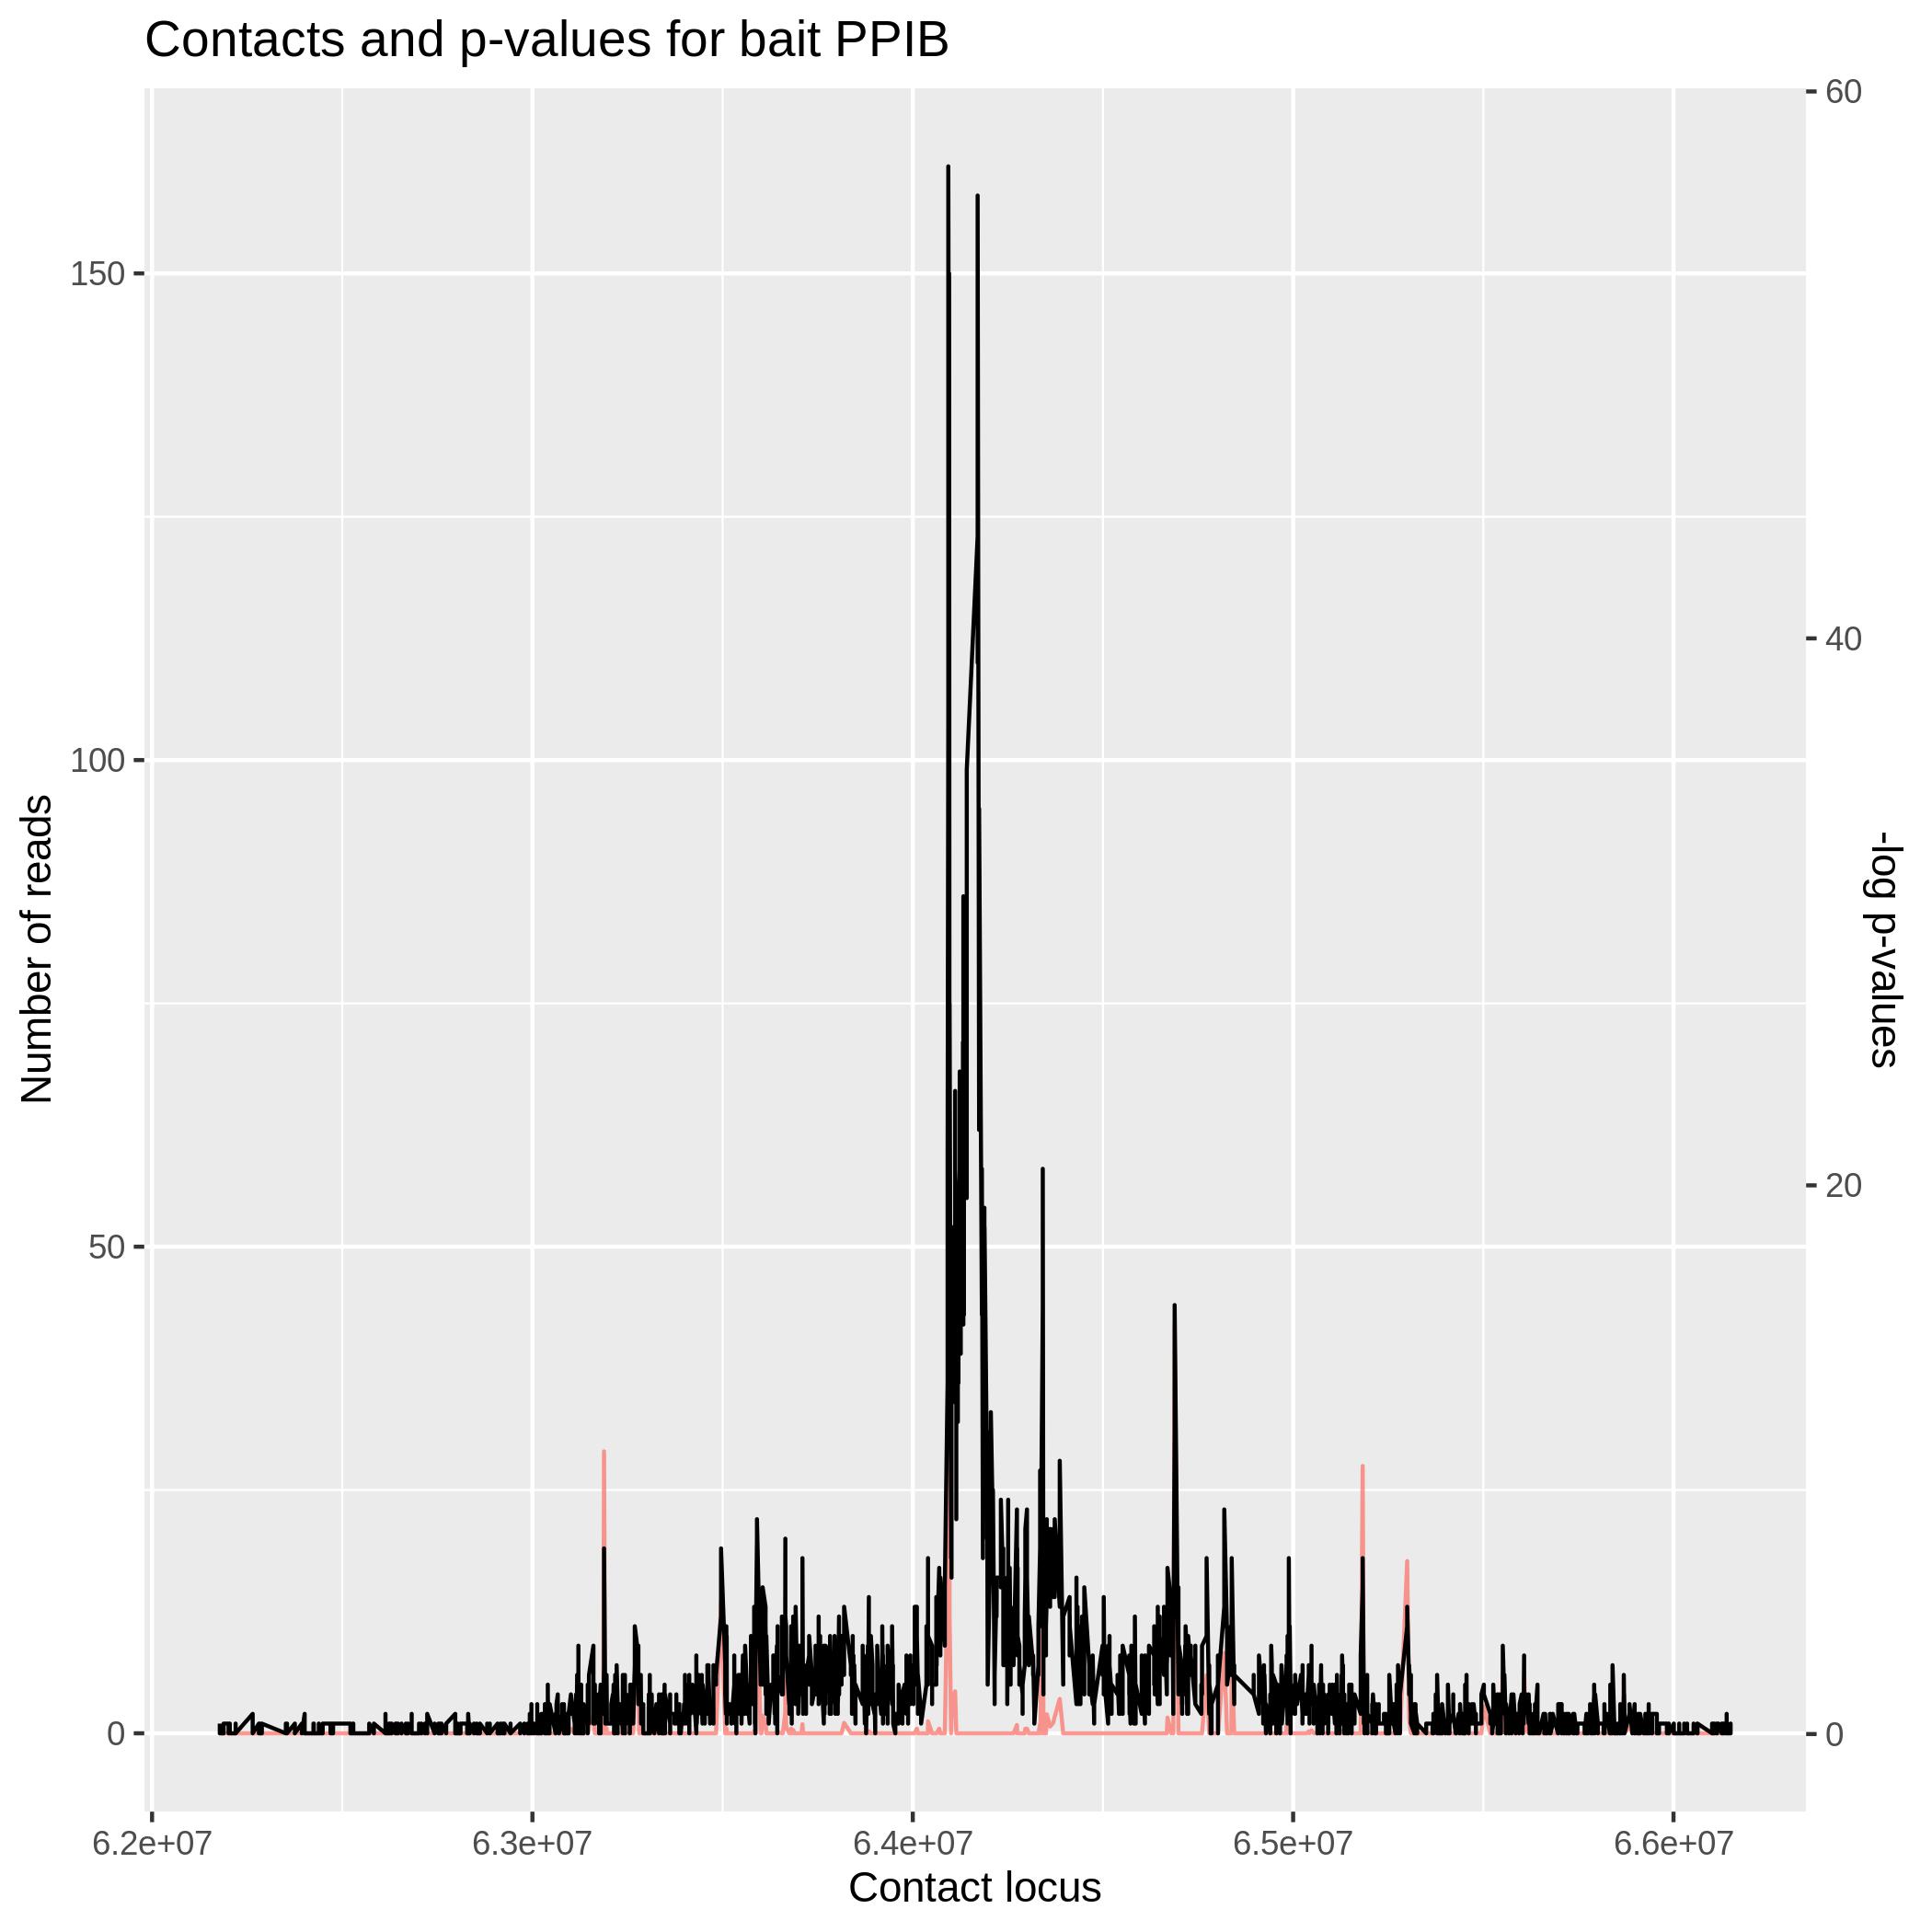 Contacts and p-values for bait PPIB
60
150
40
100
Number of reads
-log p-values
20
50
0
0
6.2e+07
6.3e+07
6.4e+07
6.5e+07
6.6e+07
Contact locus